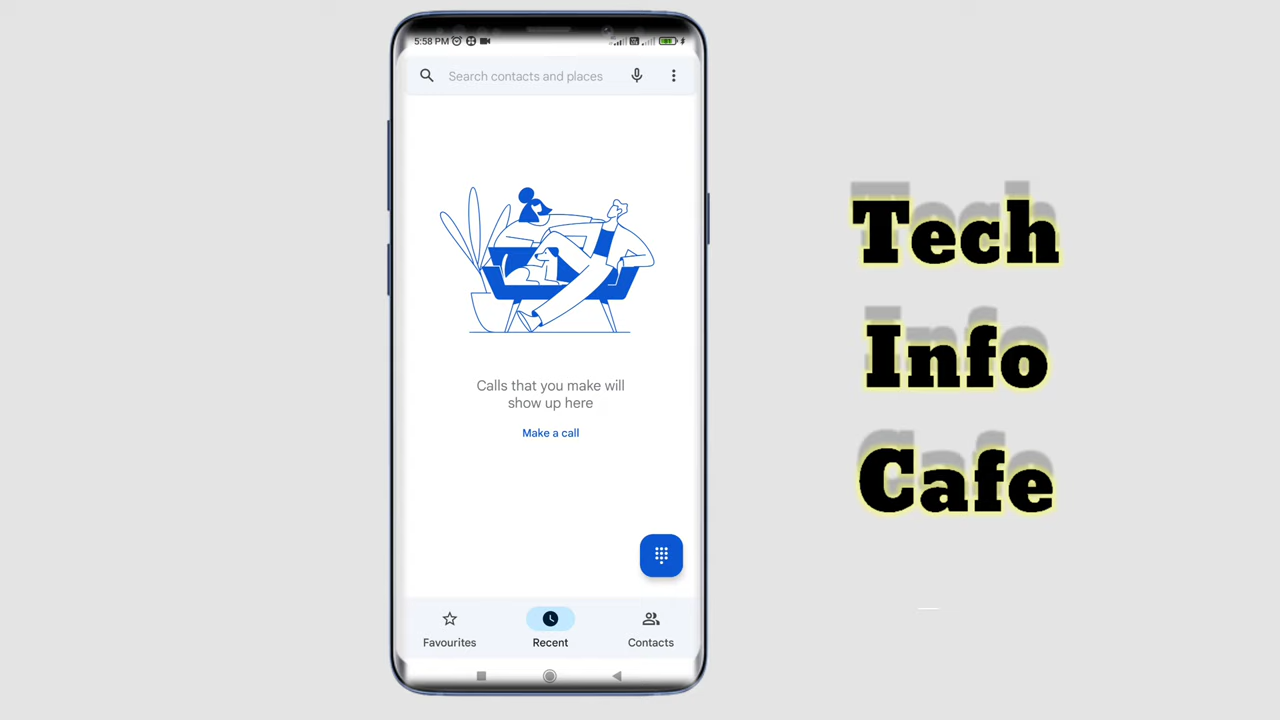 5:58 PM
Search contacts and places
Calls that you make will
show up here
Make a call
Favourites
Recent
Contacts
Tech
Info
Cafe